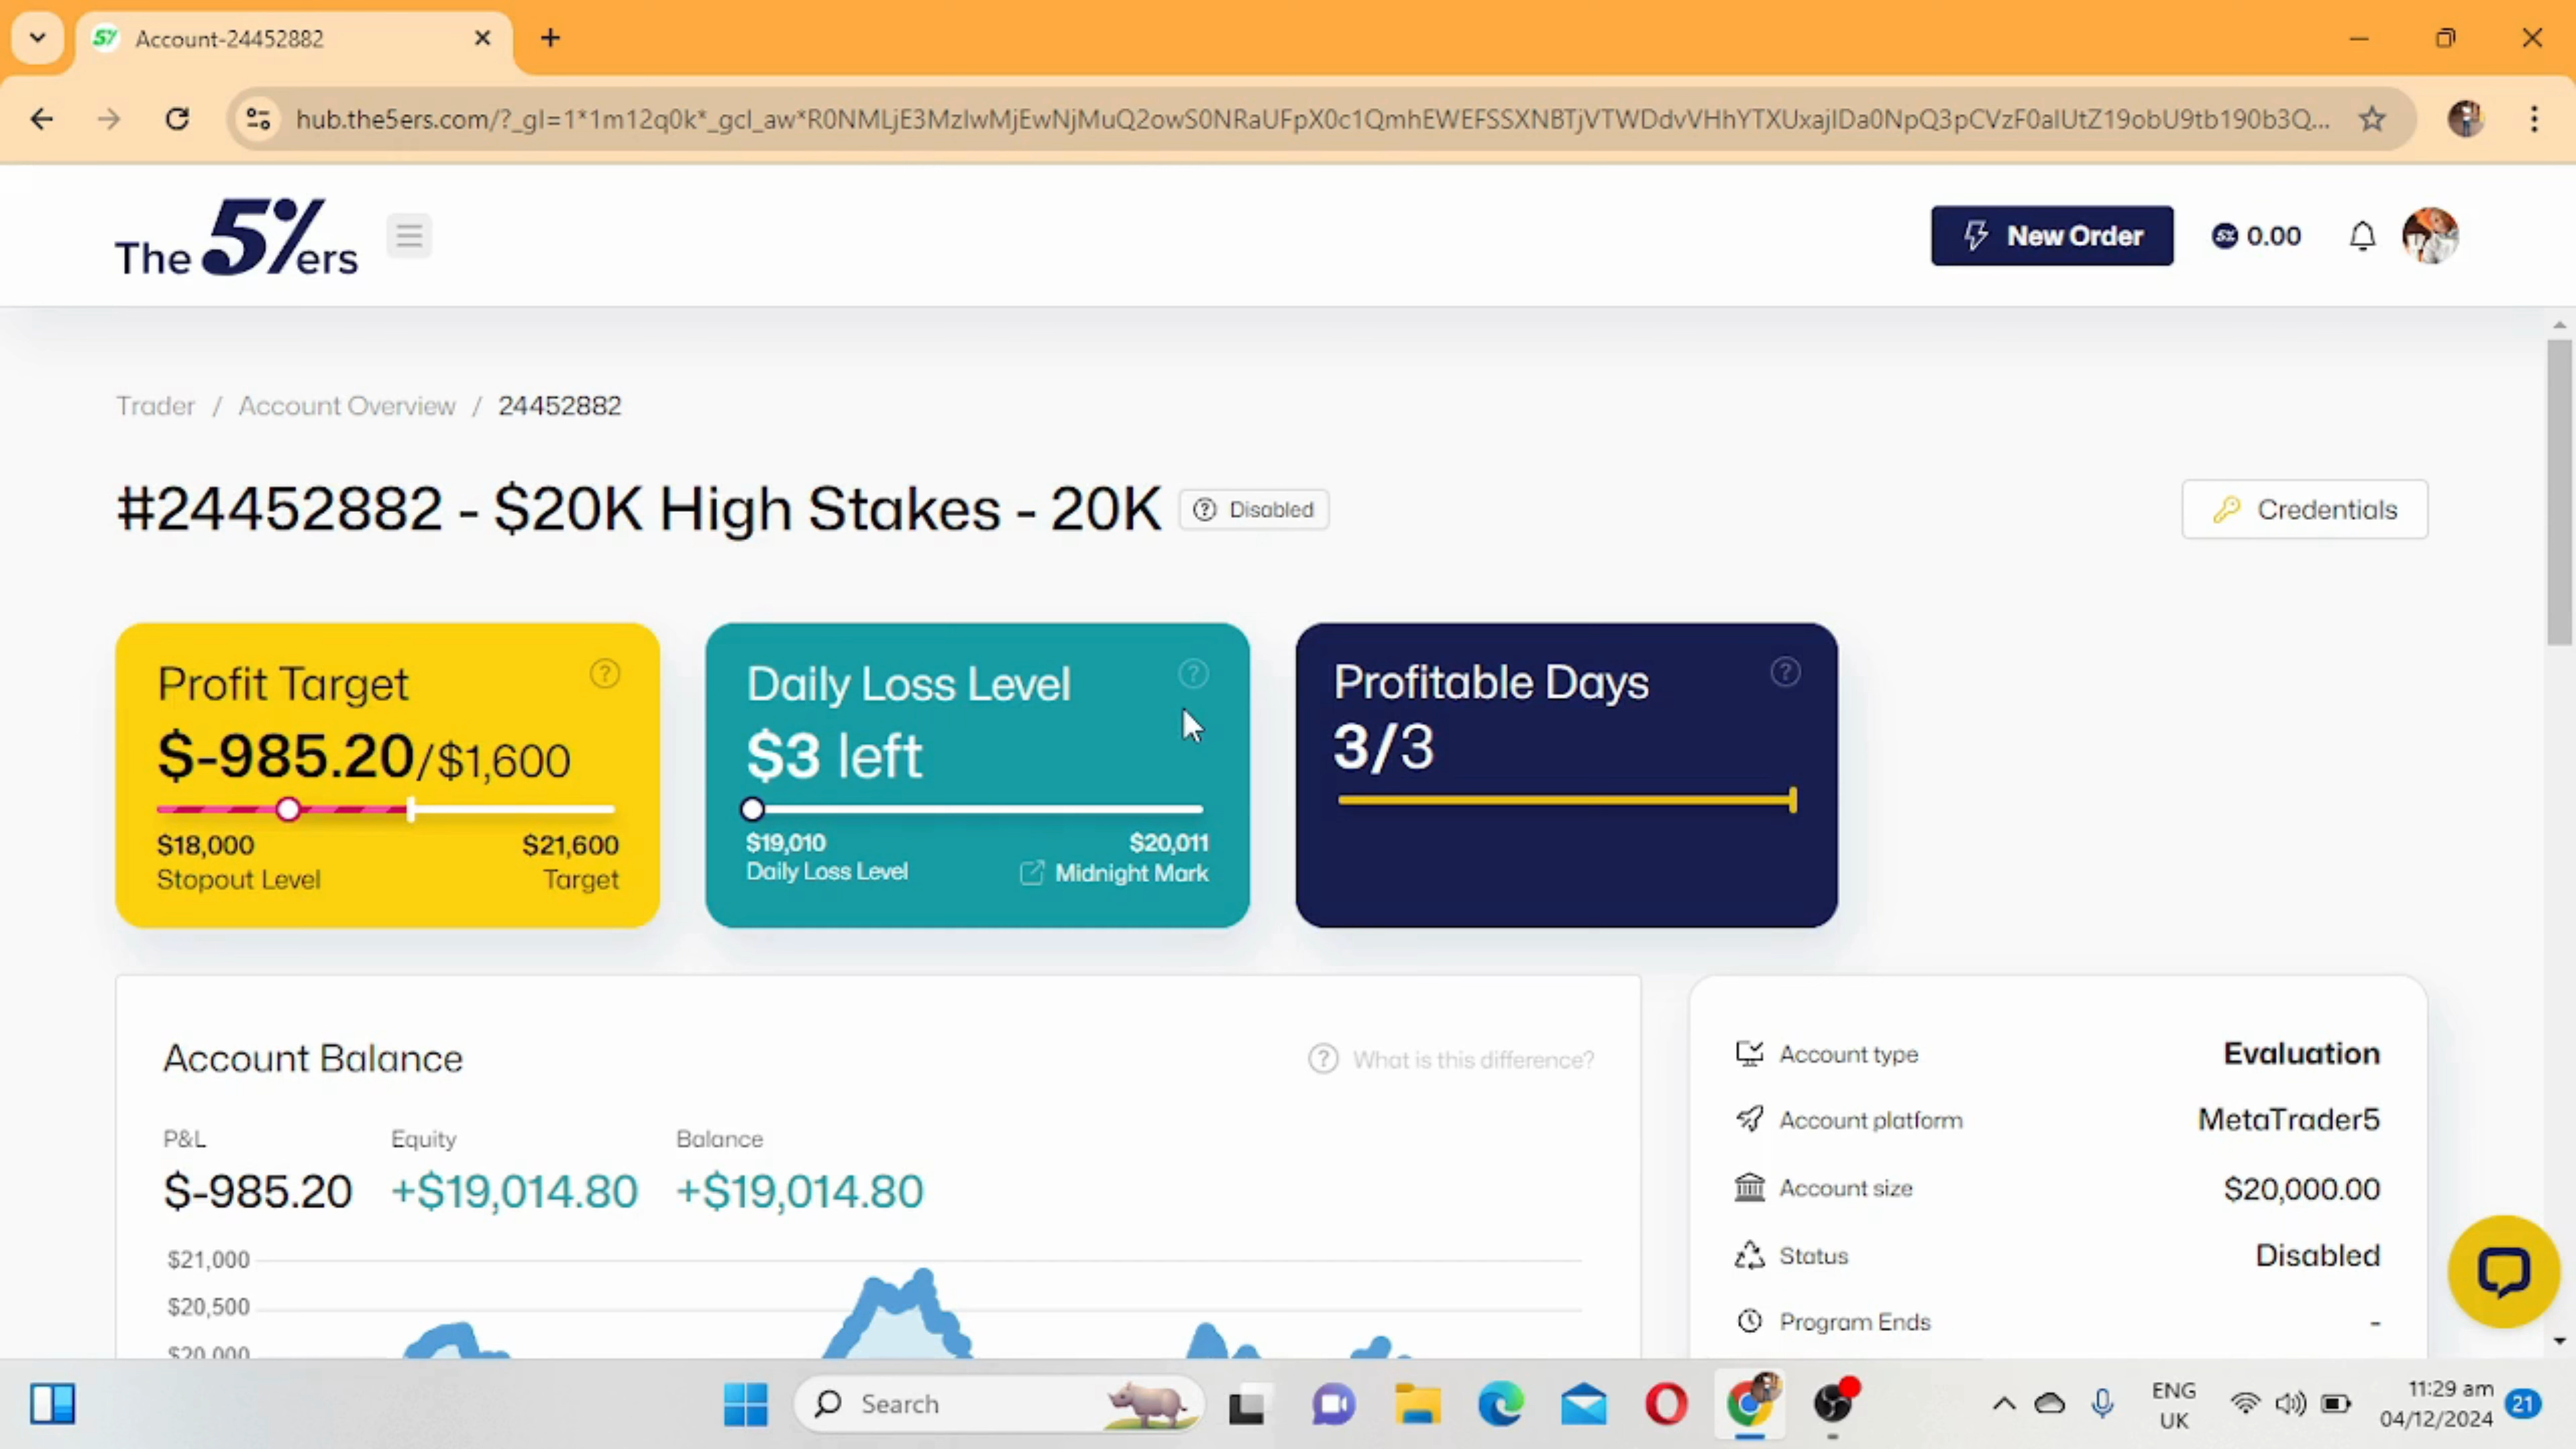 Account-24452882
hub.the5ers.com/?_gl=1*1m12q0k*_gcl_aw*R0NMLjE3MzIwMjEwNjMuQ2owS0NRaUFpX0c1QmhEWEFSSXNBTjVTWDdvVHhYTXUxajlDa0NpQ3pCVzF0alUtZ19obU9tb190b3Q...
The 5%ers
New Order
0.00
Trader / Account Overview / 24452882
#24452882 - $20K High Stakes - 20K
Disabled
Credentials
Profit Target
$-985.20/$1,600
$18,000 $21,600
Stopout Level Target
Daily Loss Level
$3 left
$19,010 $20,011
Daily Loss Level Midnight Mark
Profitable Days
3/3
Account Balance
What is this difference?
P&L Equity Balance
$-985.20 +$19,014.80 +$19,014.80
$21,000
$20,500
$20,000
Account type Evaluation
Account platform MetaTrader5
Account size $20,000.00
Status Disabled
Program Ends -
Search
ENG
UK
11:29 am
04/12/2024
21